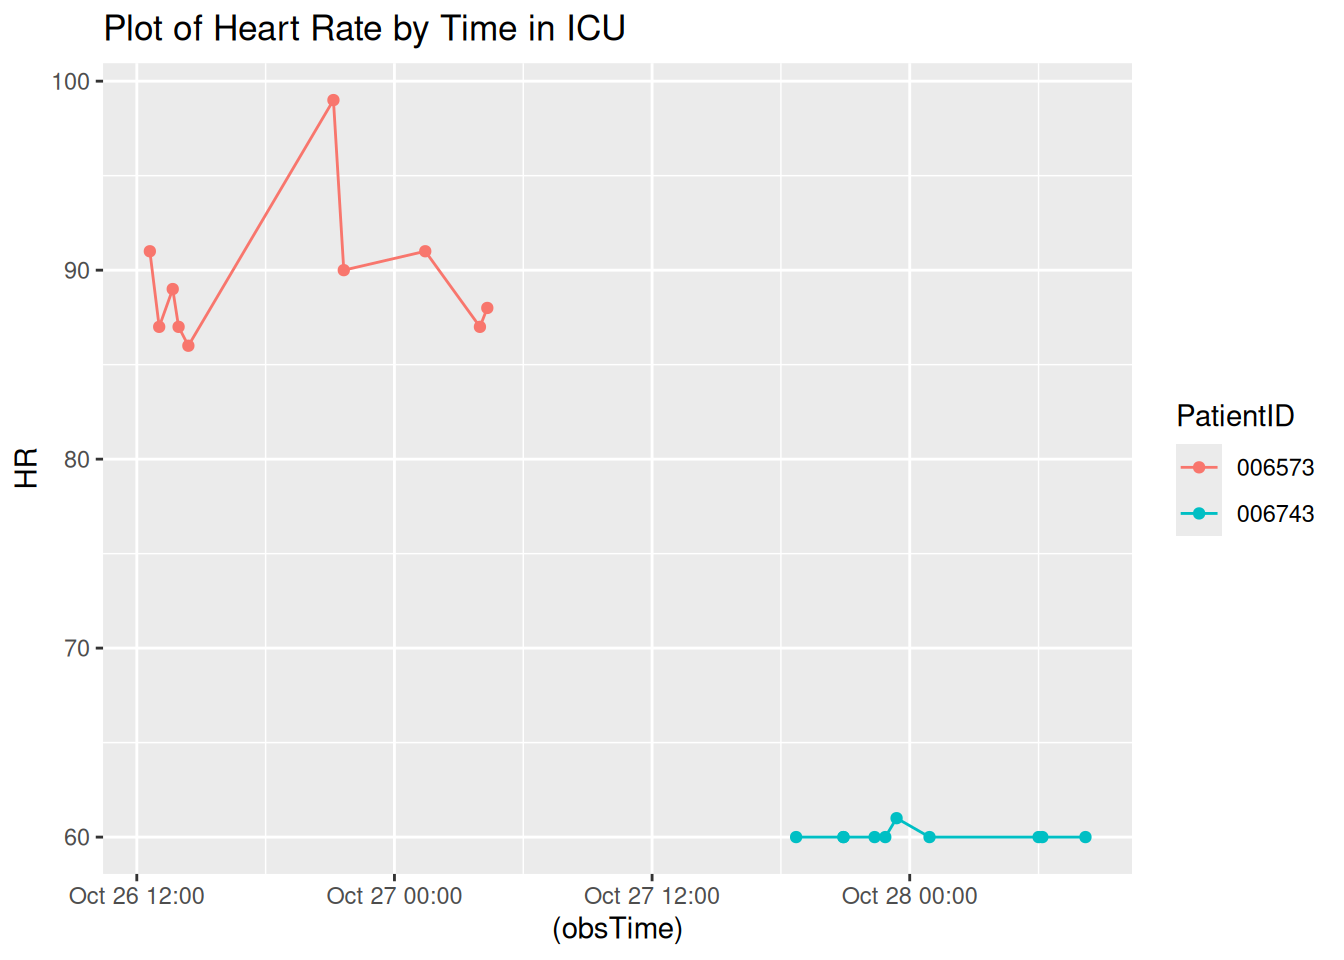 Plot of Heart Rate by Time in ICU
100
90
80
70
60
HR
Oct 26 12:00
Oct 27 00:00
Oct 27 12:00
Oct 28 00:00
(obsTime)
PatientID
006573
006743